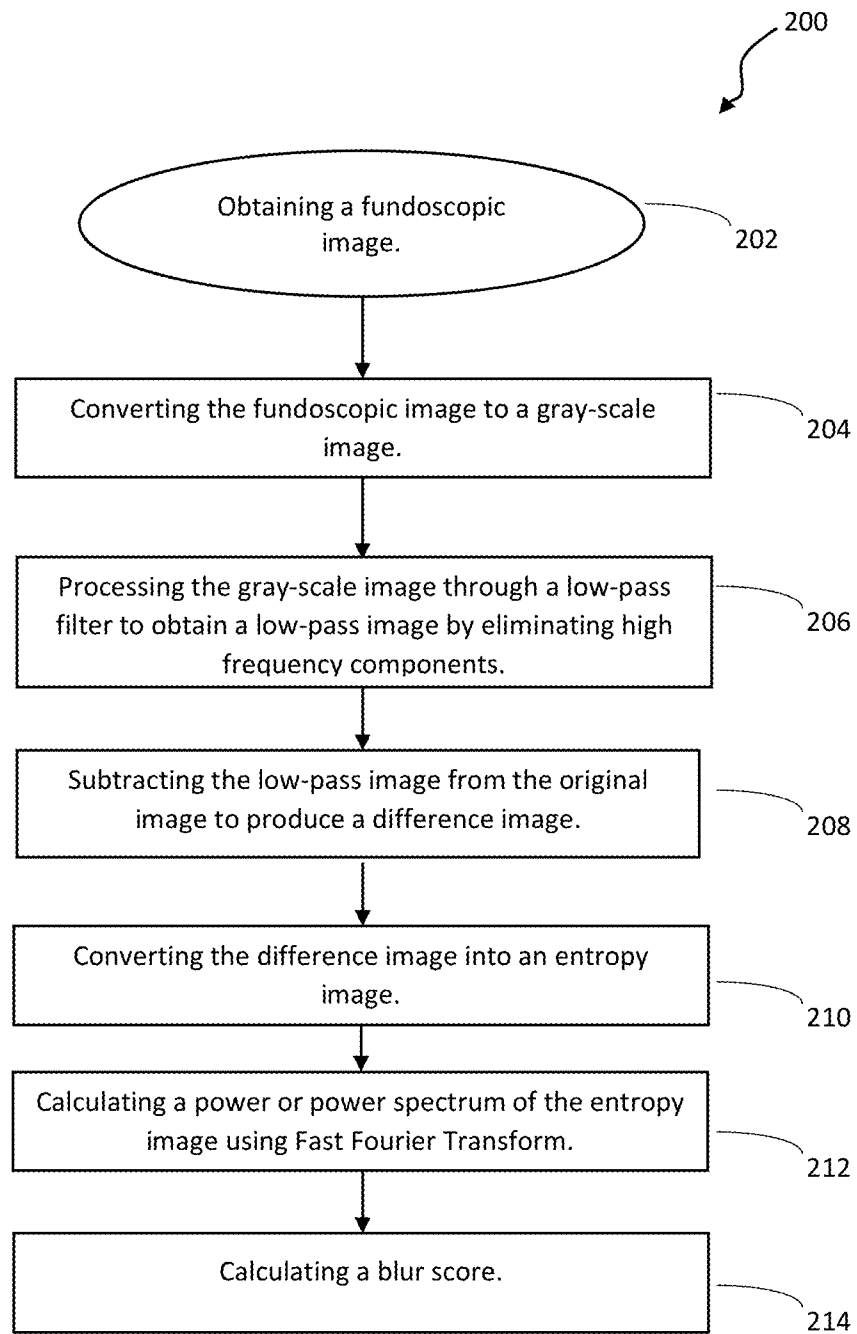 200
Obtaining a fundoscopic
image.
202
Converting the fundoscopic image to a gray-scale
image.
204
Processing the gray-scale image through a low-pass
filter to obtain a low-pass image by eliminating high
frequency components.
206
Subtracting the low-pass image from the original
image to produce a difference image.
208
Converting the difference image into an entropy
image.
210
Calculating a power or power spectrum of the entropy
image using Fast Fourier Transform.
212
Calculating a blur score.
214